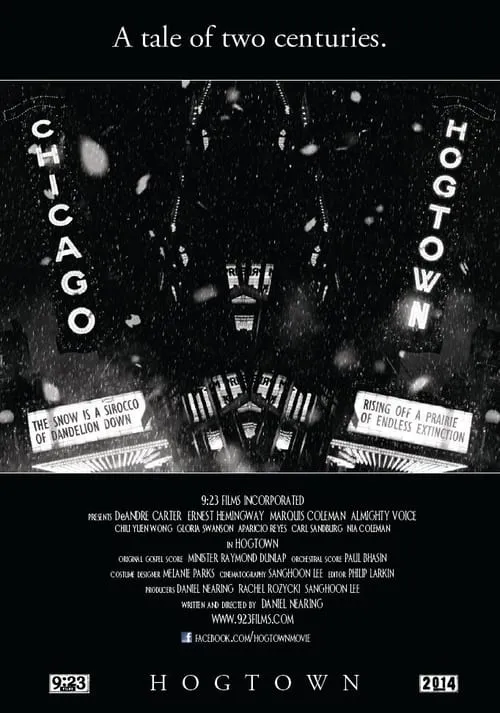 A tale of two centuries.
CHICAGO
HOGTOWN
THE SNOW IS A SIROCCO
OF DANDELION DOWN
RISING OFF A PRAIRIE
OF ENDLESS EXTINCTION
9:23 FILMS INCORPORATED
PRESENTS DeANDRE CARTER ERNEST HEMINGWAY MARQUIS COLEMAN ALMIGHTY VOICE
CHILI YUEN WONG GLORIA SWANSON APARICIO REYES CARL SANDBURG NIA COLEMAN
IN HOGTOWN
ORIGINAL GOSPEL SCORE MINISTER RAYMOND DUNLAP ORCHESTRAL SCORE PAUL BHASIN
COSTUME DESIGNER MELANIE PARKS CINEMATOGRAPHY SANGHOON LEE EDITOR PHILIP LARKIN
PRODUCERS DANIEL NEARING RACHEL ROZYCKI SANGHOON LEE
WRITTEN AND DIRECTED BY DANIEL NEARING
WWW.923FILMS.COM
f FACEBOOK.COM/HOGTOWNMOVIE
9:23 FILMS HOGTOWN 2014